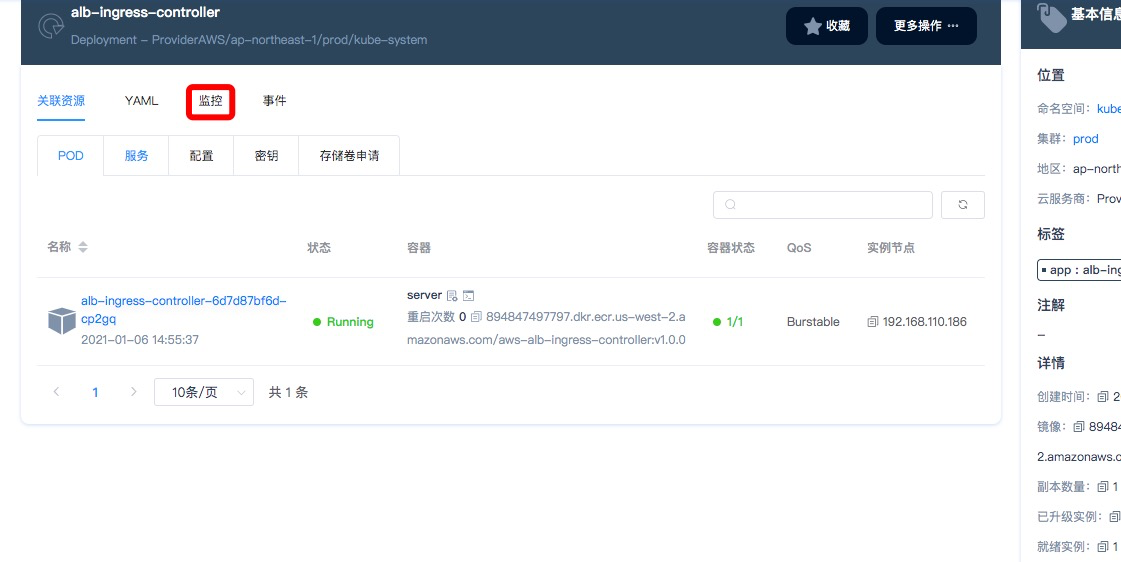 alb-ingress-controller
Deployment – ProviderAWS/ap-northeast-1/prod/kube-system
收藏
更多操作 ···
关联资源
YAML
监控
事件
POD
服务
配置
密钥
存储卷申请
名称
状态
容器
容器状态
QoS
实例节点
alb-ingress-controller-6d7d87bf6d-
cp2gq
2021-01-06 14:55:37
Running
server
重启次数 0 894847497797.dkr.ecr.us-west-2.a
mazonaws.com/aws-alb-ingress-controller:v1.0.0
1/1
Burstable
192.168.110.186
1
10条/页
共 1 条
基本信息
位置
命名空间: kube
集群: prod
地区: ap-north
云服务商: Prov
标签
app : alb-ing
注解
–
详情
创建时间: 2
镜像: 89484
2.amazonaws.c
副本数量: 1
已升级实例:
就绪实例: 1